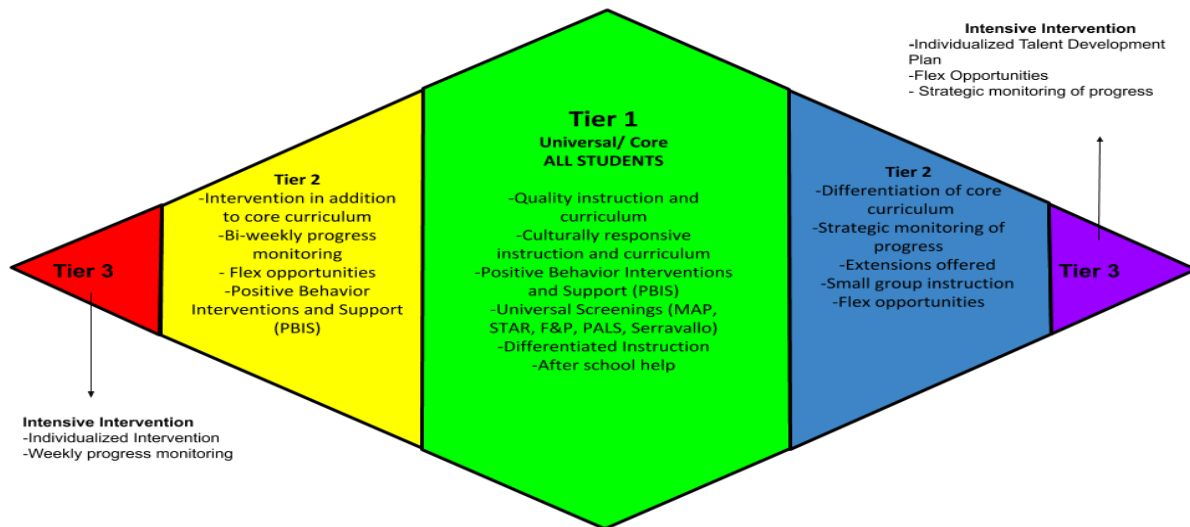 Tier 3
Intensive Intervention
-Individualized Intervention
-Weekly progress monitoring
Tier 2
-Intervention in addition
to core curriculum
-Bi-weekly progress
monitoring
- Flex opportunities
-Positive Behavior
Interventions and Support
(PBIS)
Tier 1
Universal/ Core
ALL STUDENTS
-Quality instruction and
curriculum
-Culturally responsive
instruction and curriculum
-Positive Behavior Interventions
and Support (PBIS)
-Universal Screenings (MAP,
STAR, F&P, PALS, Serravallo)
-Differentiated Instruction
-After school help
Tier 2
-Differentiation of core
curriculum
-Strategic monitoring of
progress
-Extensions offered
-Small group instruction
-Flex opportunities
Tier 3
Intensive Intervention
-Individualized Talent Development
Plan
-Flex Opportunities
- Strategic monitoring of progress